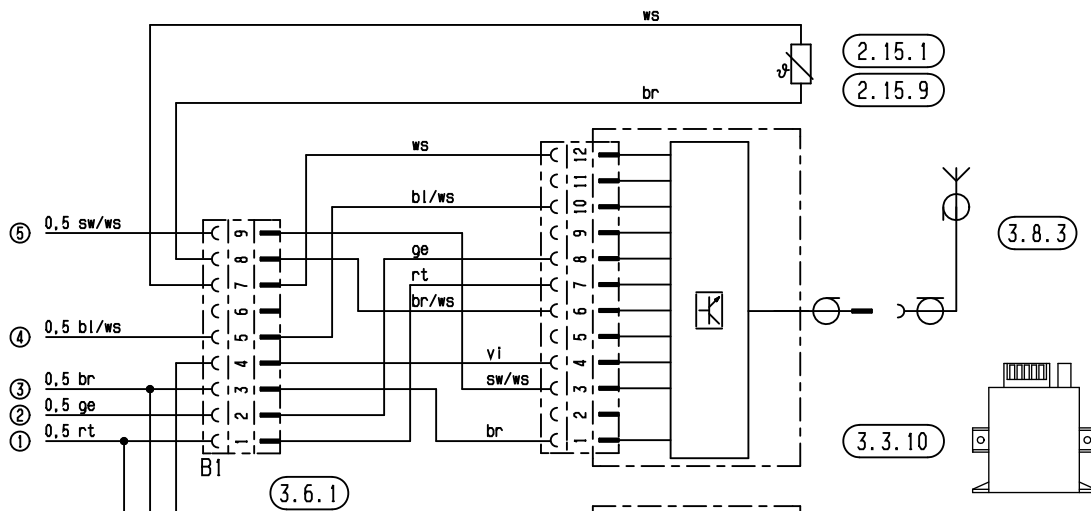 ws
ϑ
2.15.1
br
2.15.9
ws
12
11
bl/ws
10
⑤ 0,5 sw/ws
9
9
3.8.3
8
ge
8
7
rt
7
6
br/ws
6
④ 0,5 bl/ws
5
5
4
vi
4
③ 0,5 br
3
sw/ws
3
② 0,5 ge
2
2
① 0,5 rt
1
br
1
3.3.10
B1
3.6.1